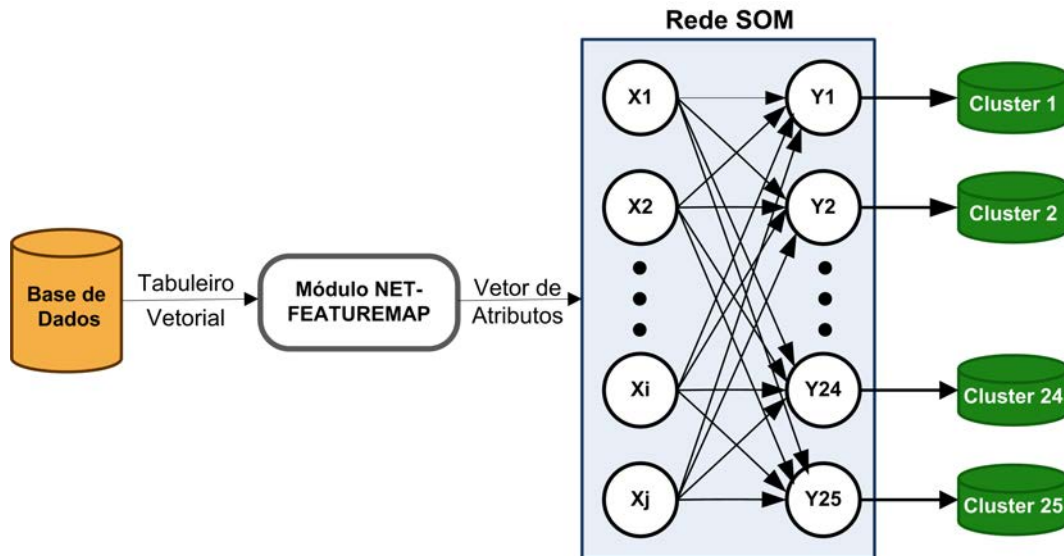 Rede SOM
X1
Y1
Cluster 1
X2
Y2
Cluster 2
Base de
Dados
Tabuleiro
Vetorial
Módulo NET-
FEATUREMAP
Vetor de
Atributos
Xi
Y24
Cluster 24
Xj
Y25
Cluster 25